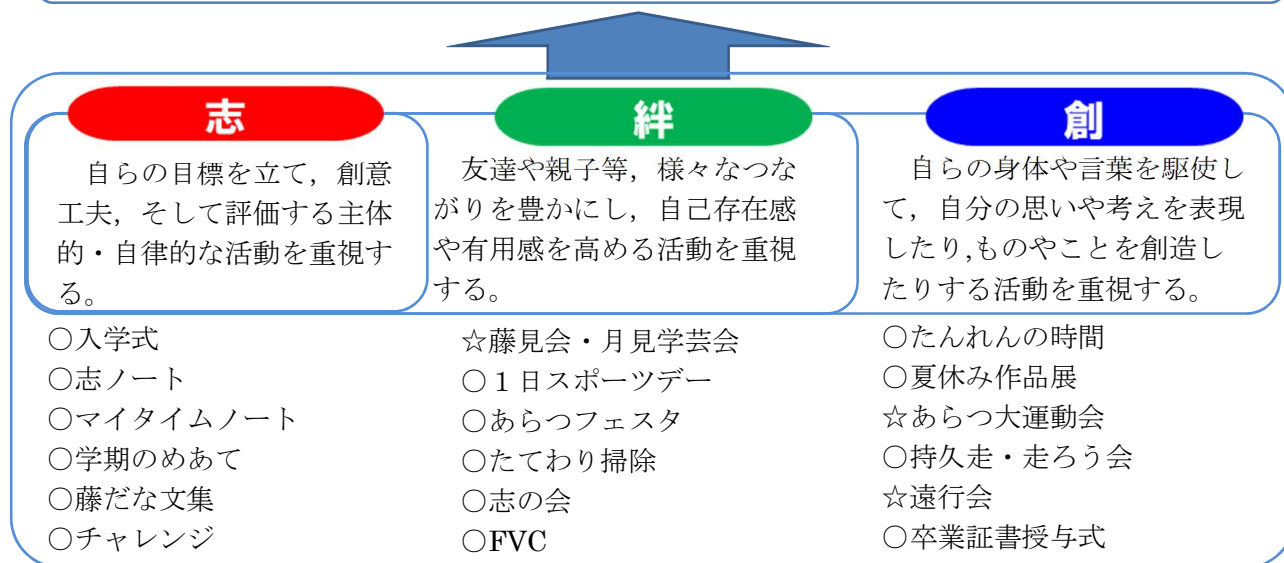 志
自らの目標を立て，創意
工夫，そして評価する主体
的・自律的な活動を重視す
る。
○入学式
○志ノート
○マイタイムノート
○学期のめあて
○藤だな文集
○チャレンジ
絆
友達や親子等，様々なつな
がりを豊かにし，自己存在感
や有用感を高める活動を重視
する。
☆藤見会・月見学芸会
○１日スポーツデー
○あらつフェスタ
○たてわり掃除
○志の会
○FVC
創
自らの身体や言葉を駆使し
て，自分の思いや考えを表現
したり,ものやことを創造し
たりする活動を重視する。
○たんれんの時間
○夏休み作品展
☆あらつ大運動会
○持久走・走ろう会
☆遠行会
○卒業証書授与式